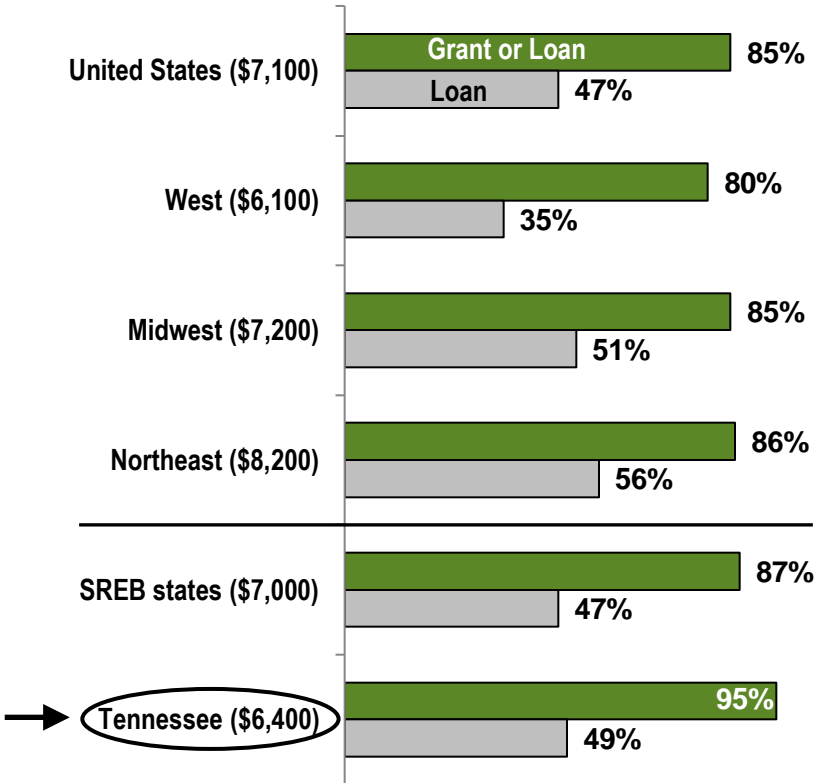 United States ($7,100)
Grant or Loan
85%
Loan
47%
West ($6,100)
80%
35%
Midwest ($7,200)
85%
51%
Northeast ($8,200)
86%
56%
SREB states ($7,000)
87%
47%
Tennessee ($6,400)
95%
49%